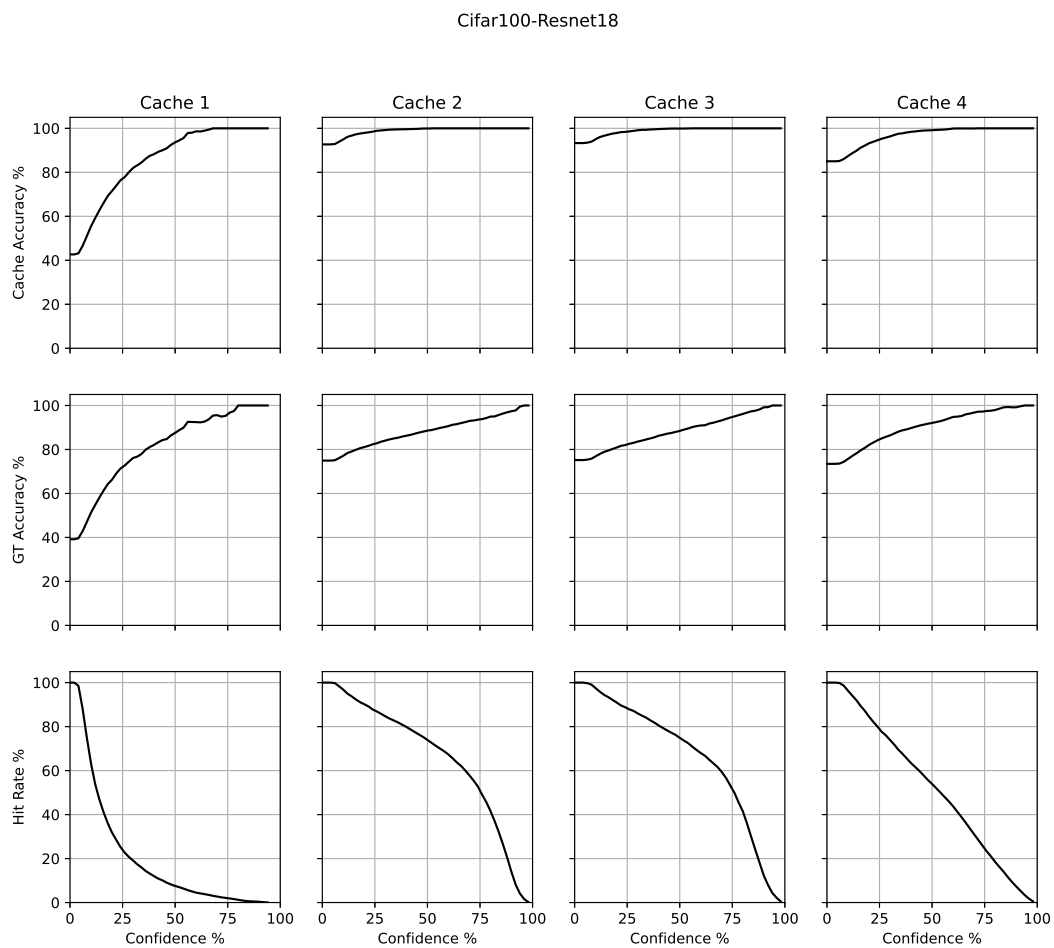 Cifar100-Resnet18
Cache 1 Cache 2 Cache 3 Cache 4
100
80
60
40
20
0
Cache Accuracy %
100
80
60
40
20
0
GT Accuracy %
100
80
60
40
20
0
Hit Rate %
0 25 50 75 100 0 25 50 75 100 0 25 50 75 100 0 25 50 75 100
Confidence % Confidence % Confidence % Confidence %